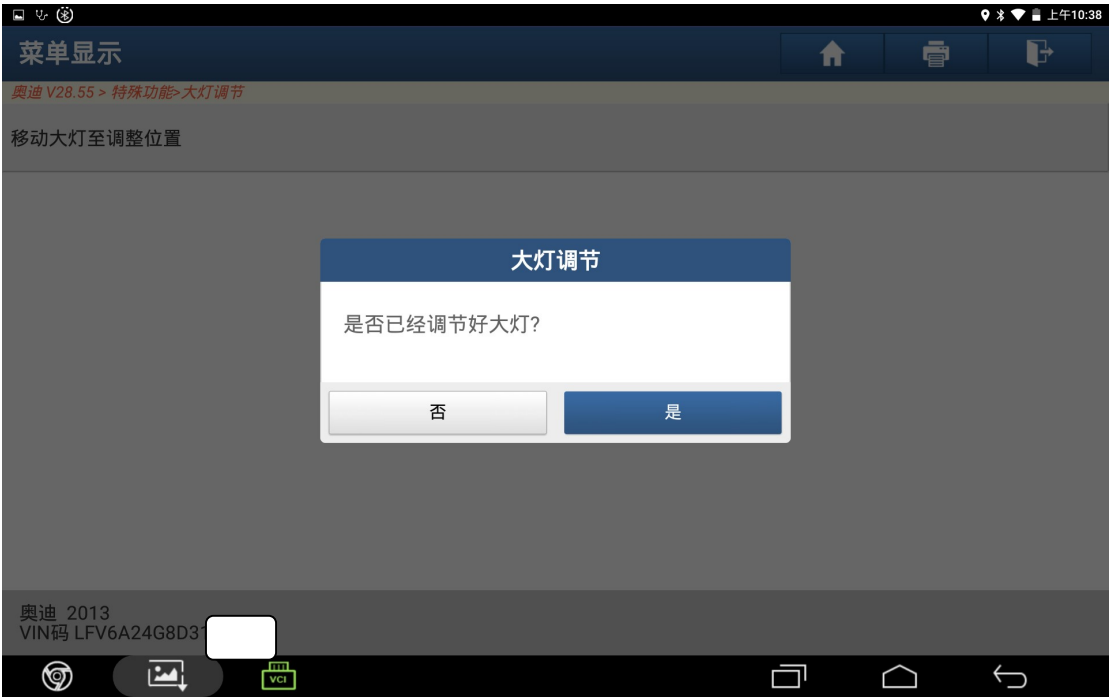 上午10:38
菜单显示
奥迪 V28.55 > 特殊功能>大灯调节
移动大灯至调整位置
大灯调节
是否已经调节好大灯?
否
是
奥迪 2013
VIN码 LFV6A24G8D31
VCI